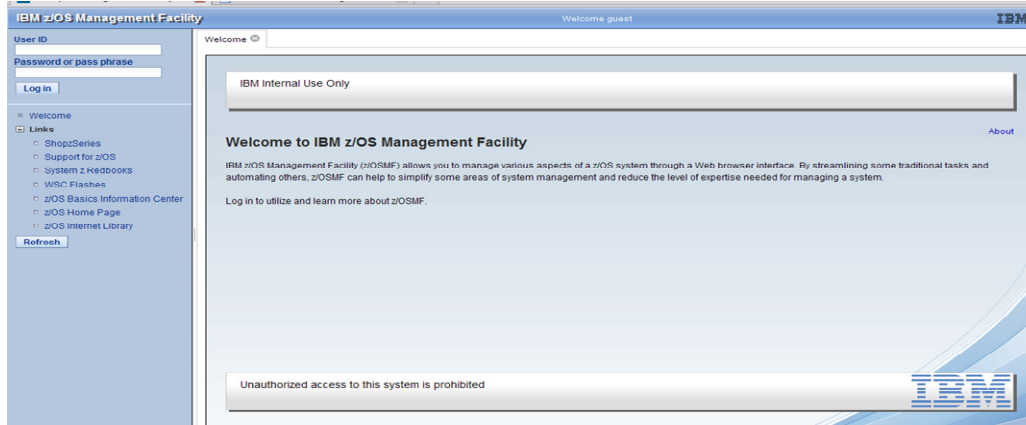 IBM z/OS Management Facility
Welcome guest
IBM
User ID
Password or pass phrase
Log in
Welcome
Links
ShopzSeries
Support for z/OS
System z Redbooks
WSC Flashes
z/OS Basics Information Center
z/OS Home Page
z/OS Internet Library
Refresh
Welcome
IBM Internal Use Only
About
Welcome to IBM z/OS Management Facility
IBM z/OS Management Facility (z/OSMF) allows you to manage various aspects of a z/OS system through a Web browser interface. By streamlining some traditional tasks and
automating others, z/OSMF can help to simplify some areas of system management and reduce the level of expertise needed for managing a system.
Log in to utilize and learn more about z/OSMF.
Unauthorized access to this system is prohibited
IBM